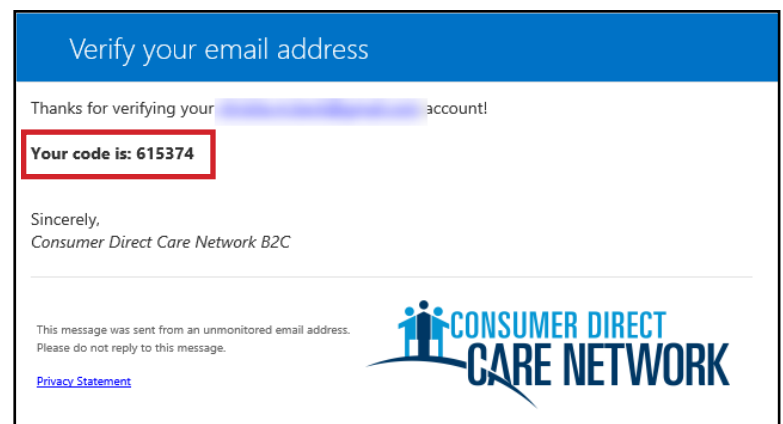 Verify your email address
Thanks for verifying your account!
Your code is: 615374
Sincerely,
Consumer Direct Care Network B2C
This message was sent from an unmonitored email address.
Please do not reply to this message.
Privacy Statement
CONSUMER DIRECT
CARE NETWORK